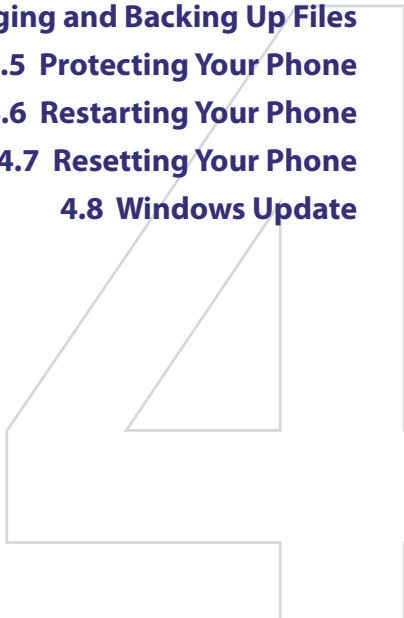 and Backing Up Files
.5 Protecting Your Phone
.6 Restarting Your Phone
4.7 Resetting Your Phone
4.8 Windows Update
4